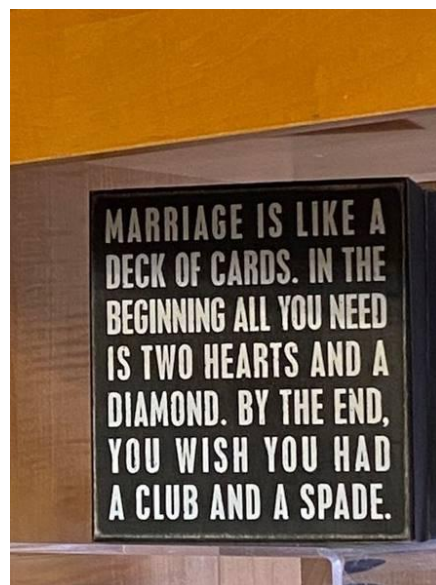 MARRIAGE IS LIKE A
DECK OF CARDS. IN THE
BEGINNING ALL YOU NEED
IS TWO HEARTS AND A
DIAMOND. BY THE END,
YOU WISH YOU HAD
A CLUB AND A SPADE.